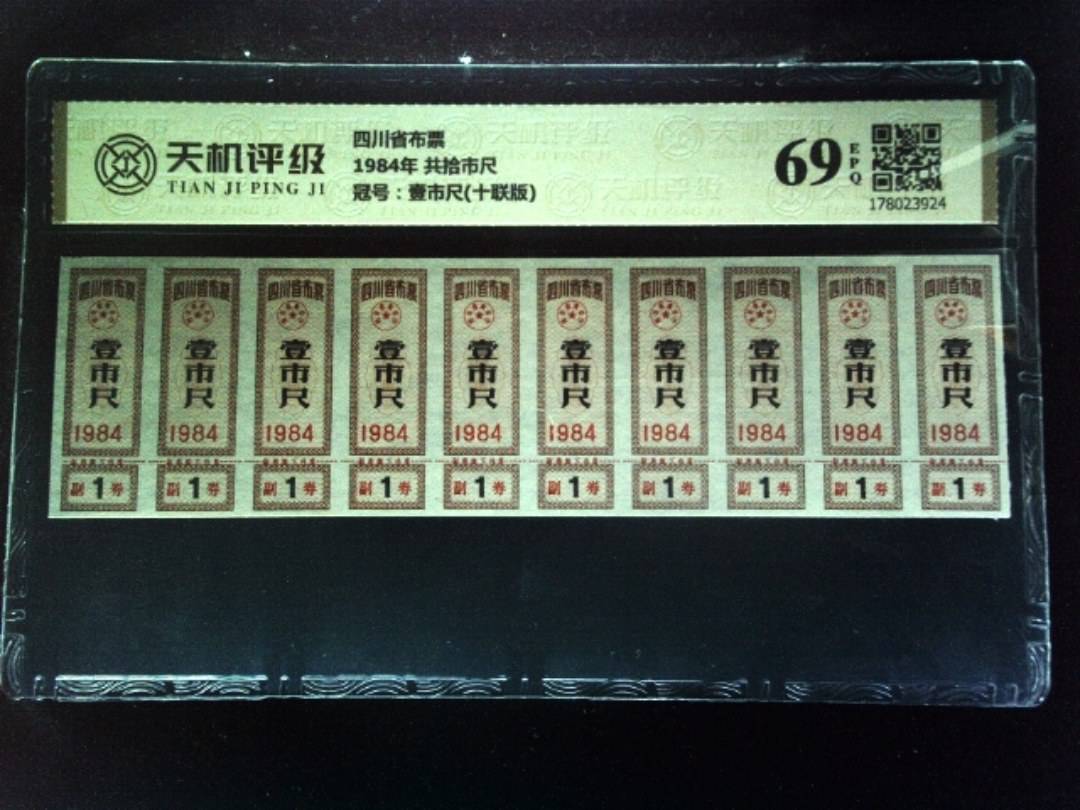 天机评级
TIAN JI PING JI
四川省布票
1984年 共拾市尺
冠号：壹市尺(十联版)
69
EPQ
178023924
四川省布票 四川省布票 四川省布票 四川省布票 四川省布票 四川省布票 四川省布票 四川省布票 四川省布票 四川省布票
壹市尺 壹市尺 壹市尺 壹市尺 壹市尺 壹市尺 壹市尺 壹市尺 壹市尺 壹市尺
1984 1984 1984 1984 1984 1984 1984 1984 1984 1984
副1券 副1券 副1券 副1券 副1券 副1券 副1券 副1券 副1券 副1券